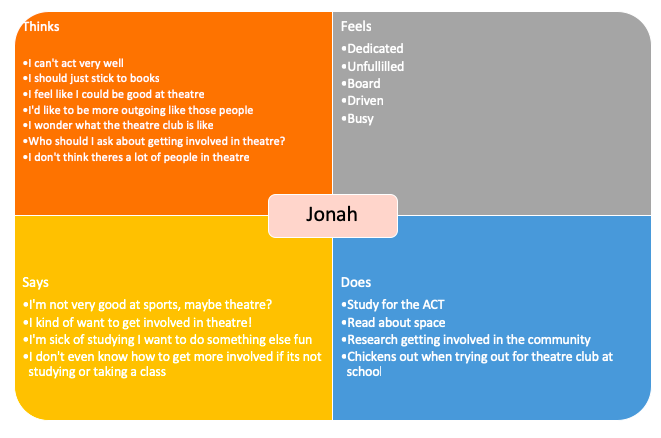 Thinks
•I can't act very well
•I should just stick to books
•I feel like I could be good at theatre
•I'd like to be more outgoing like those people
•I wonder what the theatre club is like
•Who should I ask about getting involved in theatre?
•I don't think theres a lot of people in theatre
Feels
•Dedicated
•Unfullilled
•Board
•Driven
•Busy
Jonah
Says
•I'm not very good at sports, maybe theatre?
•I kind of want to get involved in theatre!
•I'm sick of studying I want to do something else fun
•I don't even know how to get more involved if its not
studying or taking a class
Does
•Study for the ACT
•Read about space
•Research getting involved in the community
•Chickens out when trying out for theatre club at
school